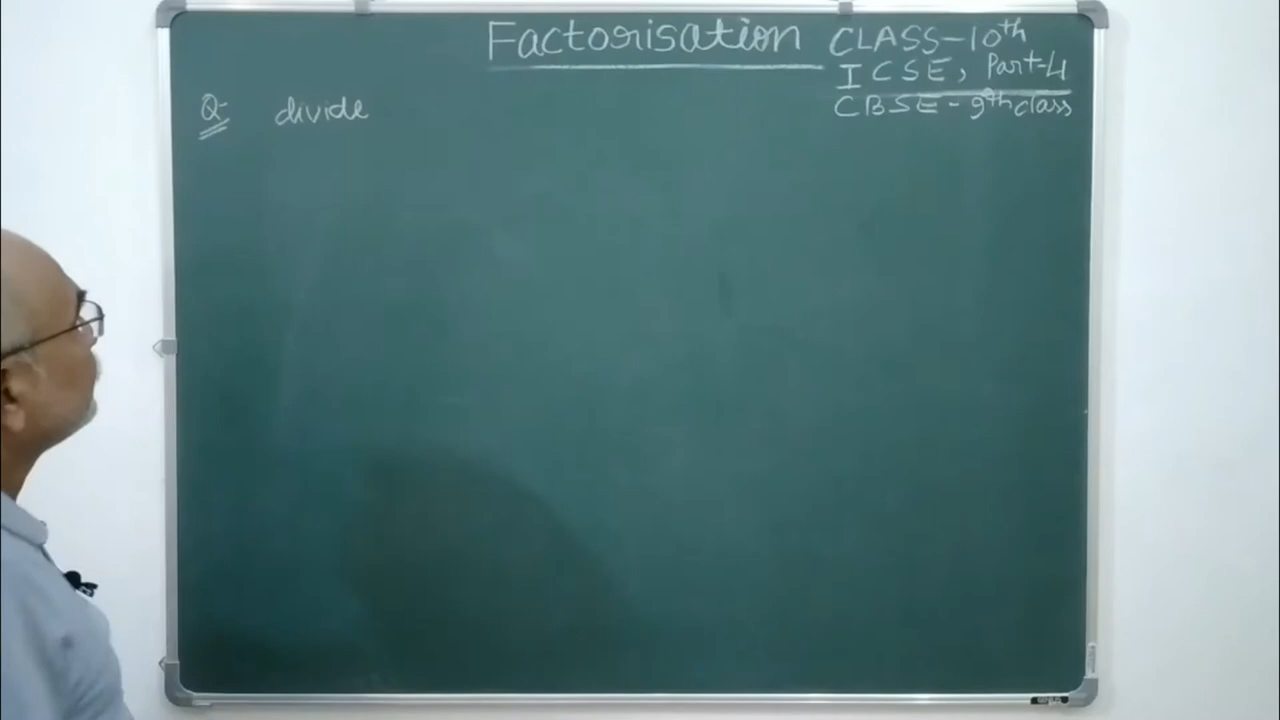 Factorisation CLASS-10th
ICSE, Part-4
CBSE-9th class
Q- divide